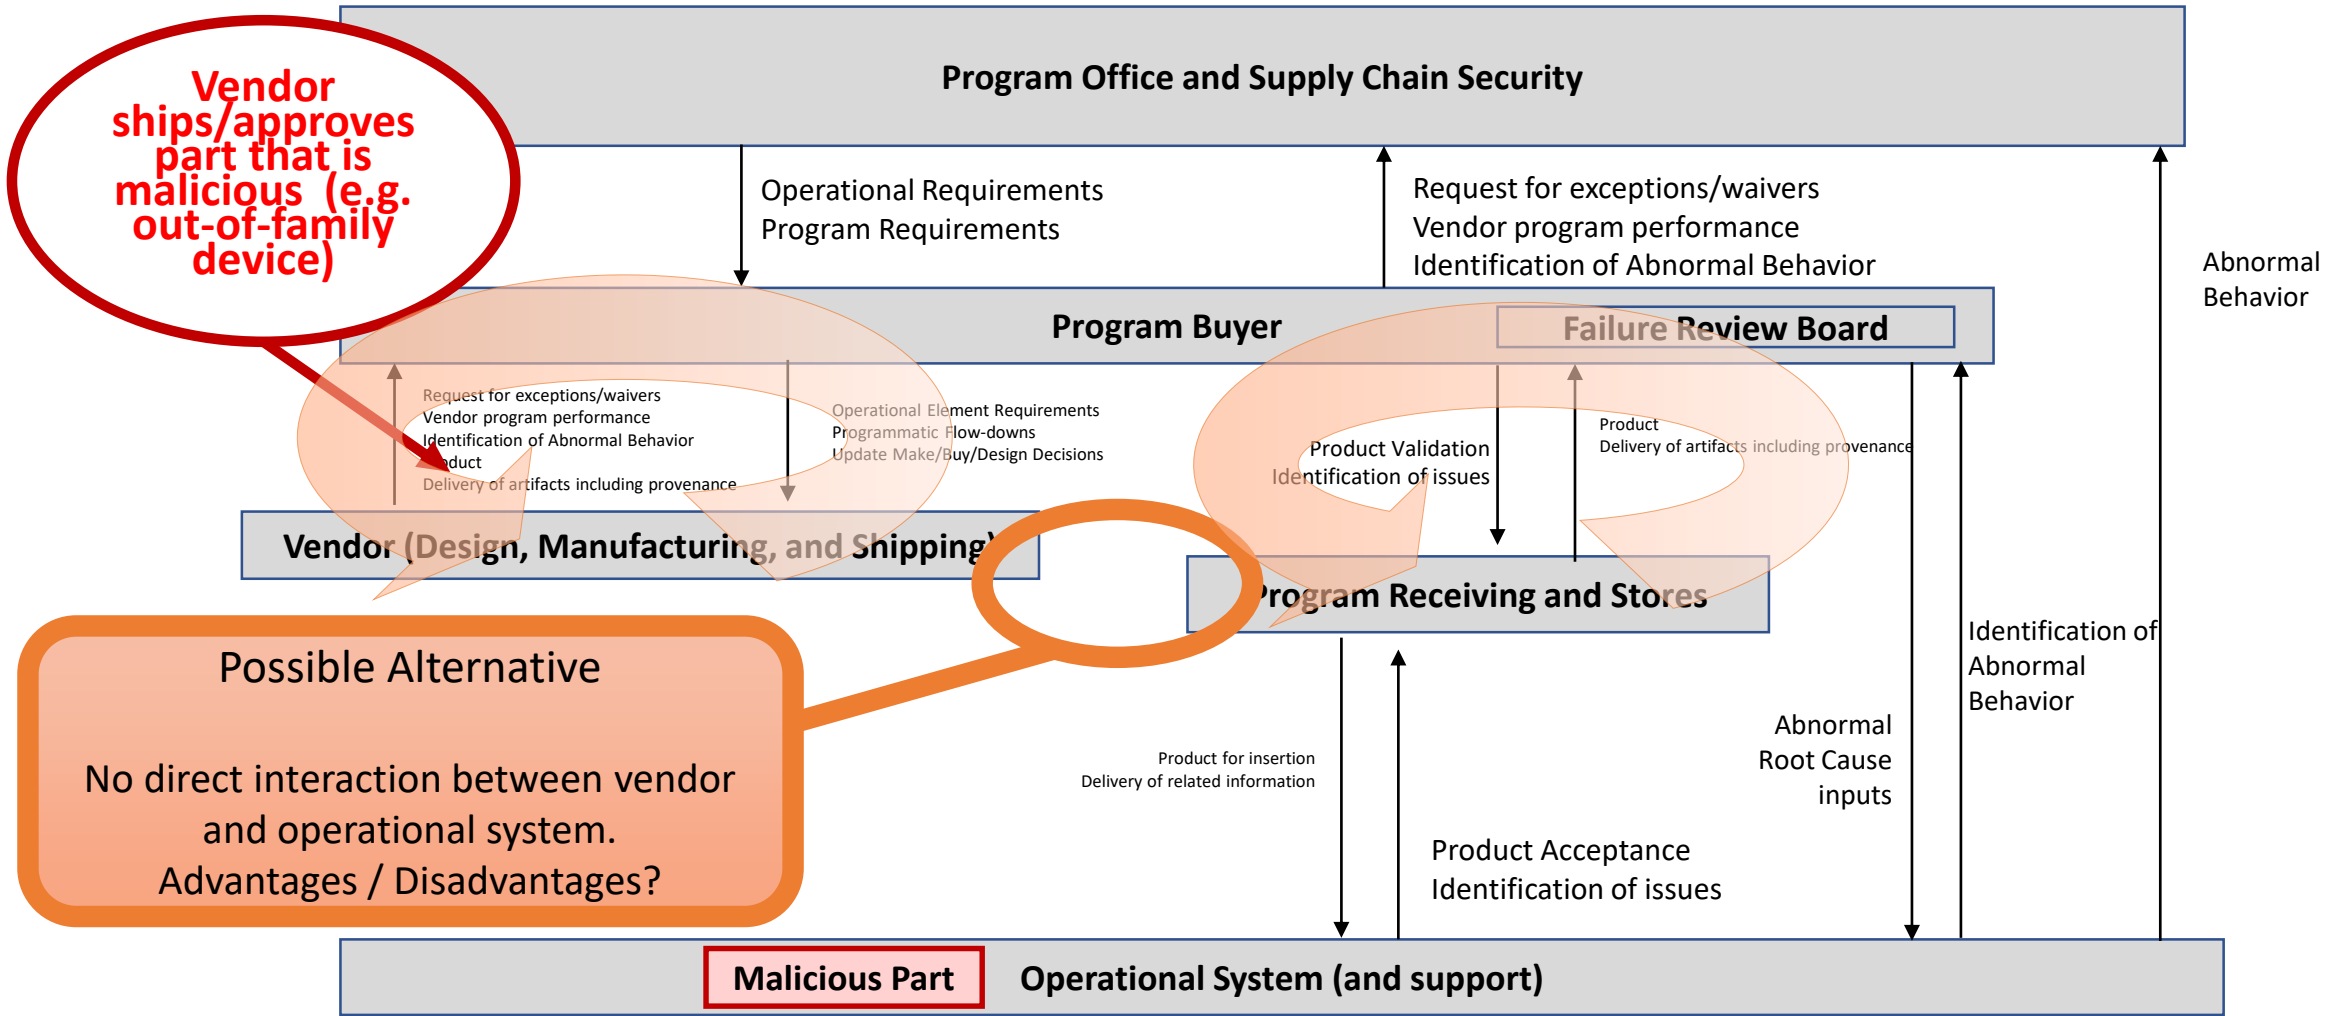 Program Office and Supply Chain Security
Vendor
ships/approves
part that is
malicious (e.g.
out-of-family
device)
Operational Requirements
Program Requirements
Request for exceptions/waivers
Vendor program performance
Identification of Abnormal Behavior
Abnormal
Behavior
Program Buyer
Failure Review Board
Request for exceptions/waivers
Vendor program performance
Identification of Abnormal Behavior
Product
Delivery of artifacts including provenance
Operational Element Requirements
Programmatic Flow-downs
Update Make/Buy/Design Decisions
Product Validation
Identification of issues
Product
Delivery of artifacts including provenance
Vendor (Design, Manufacturing, and Shipping)
Program Receiving and Stores
Possible Alternative
No direct interaction between vendor
and operational system.
Advantages / Disadvantages?
Identification of
Abnormal
Behavior
Abnormal
Root Cause
inputs
Product for insertion
Delivery of related information
Product Acceptance
Identification of issues
Malicious Part
Operational System (and support)